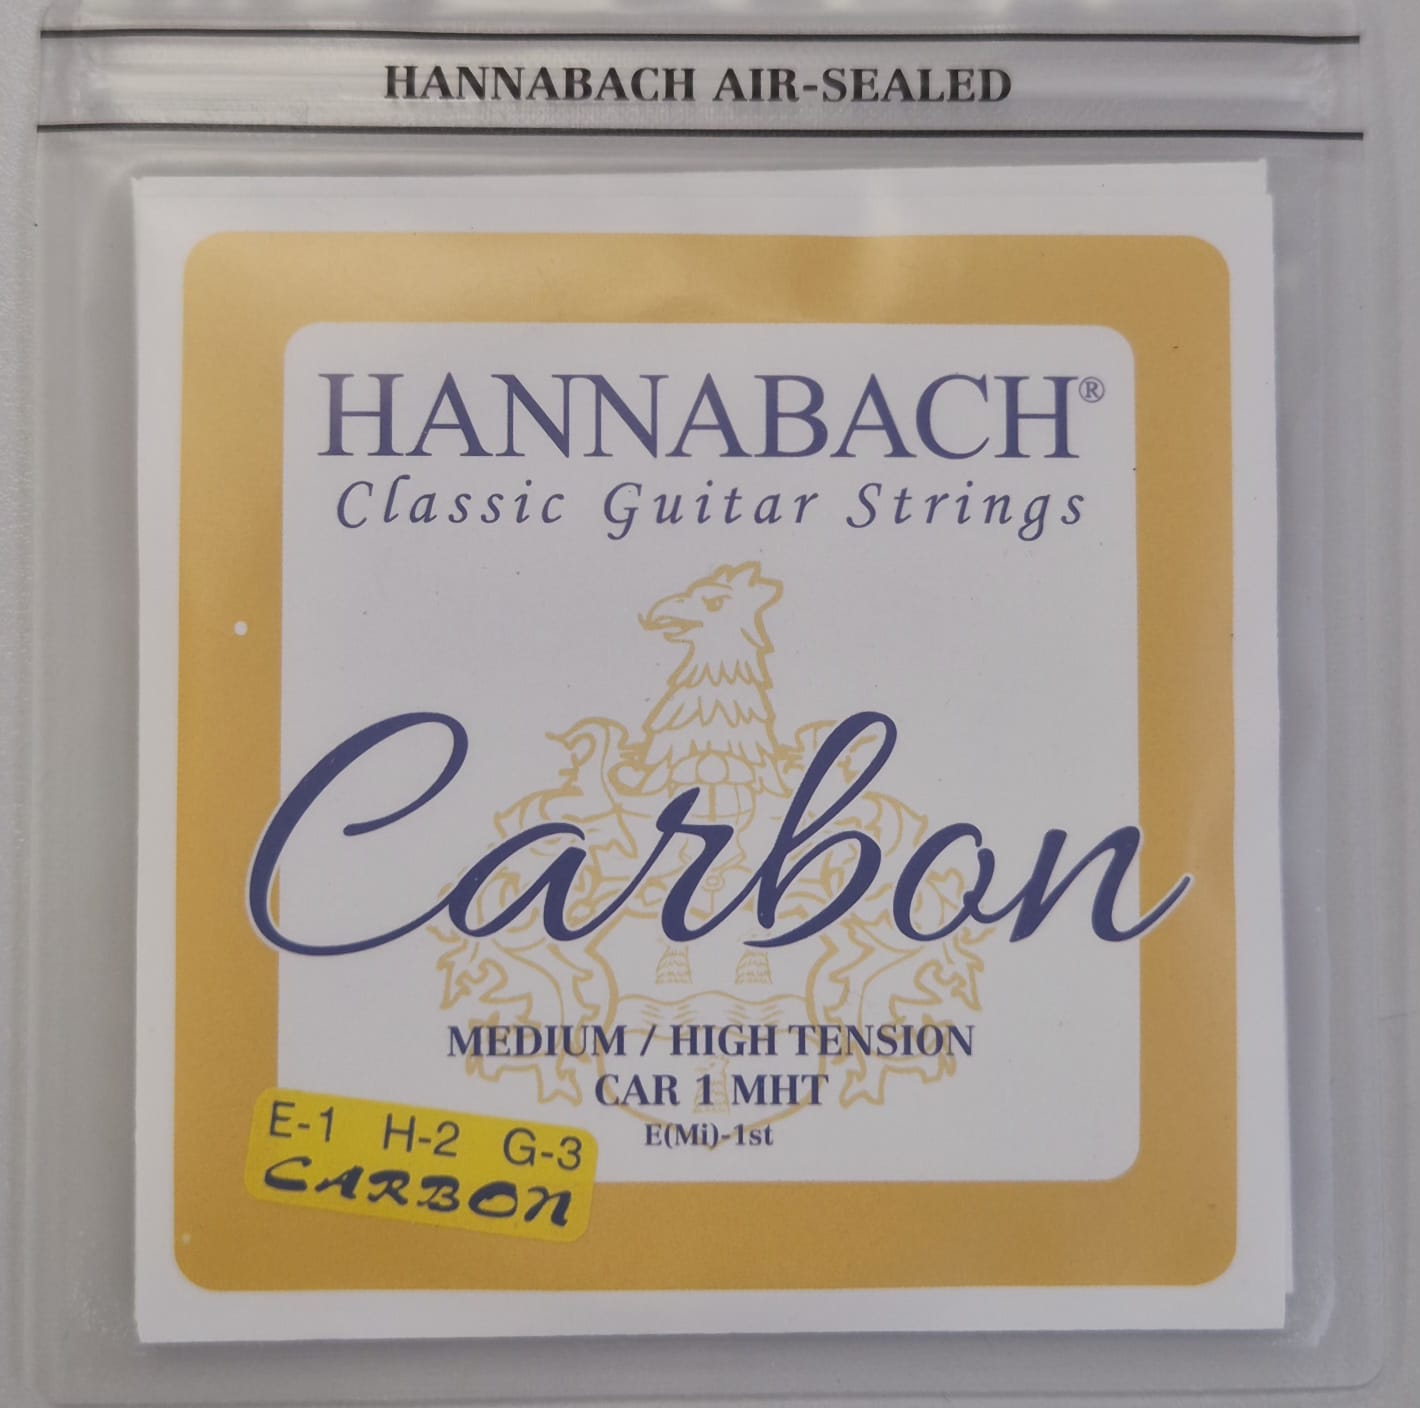 HANNABACH AIR-SEALED
HANNABACH®
Classic Guitar Strings
Carbon
MEDIUM / HIGH TENSION
CAR 1 MHT
E(Mi)-1st
E-1 H-2 G-3
CARBON